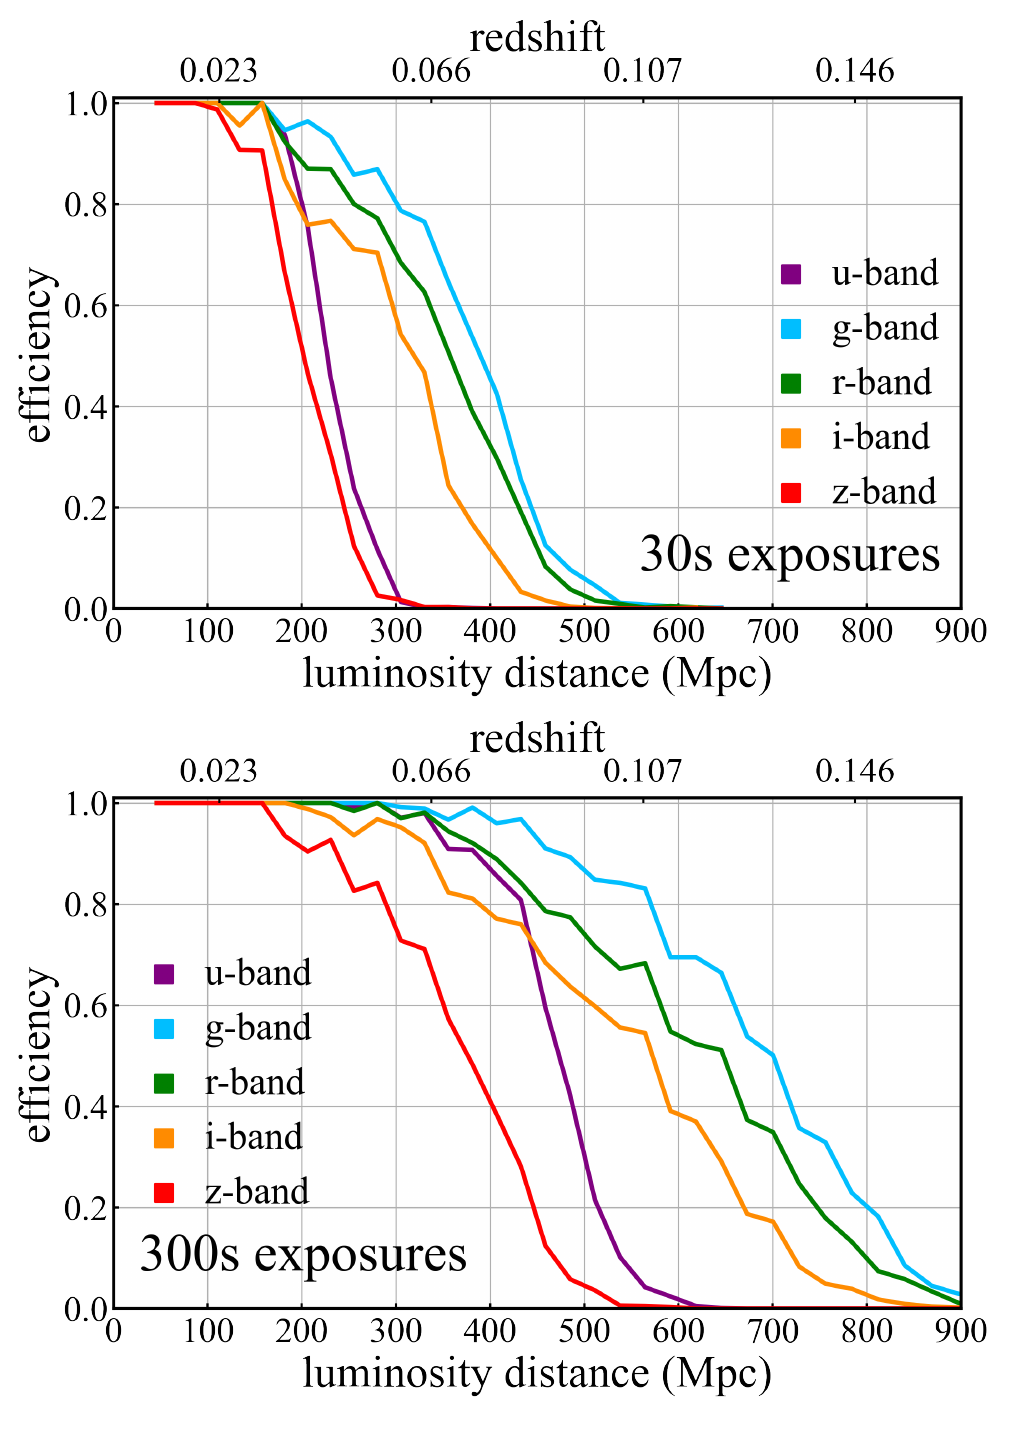 redshift
0.023 0.066 0.107 0.146
1.0
0.8
0.6
0.4
0.2
0.0
efficiency
u-band
g-band
r-band
i-band
z-band
30s exposures
0 100 200 300 400 500 600 700 800 900
luminosity distance (Mpc)
redshift
0.023 0.066 0.107 0.146
1.0
0.8
0.6
0.4
0.2
0.0
efficiency
u-band
g-band
r-band
i-band
z-band
300s exposures
0 100 200 300 400 500 600 700 800 900
luminosity distance (Mpc)